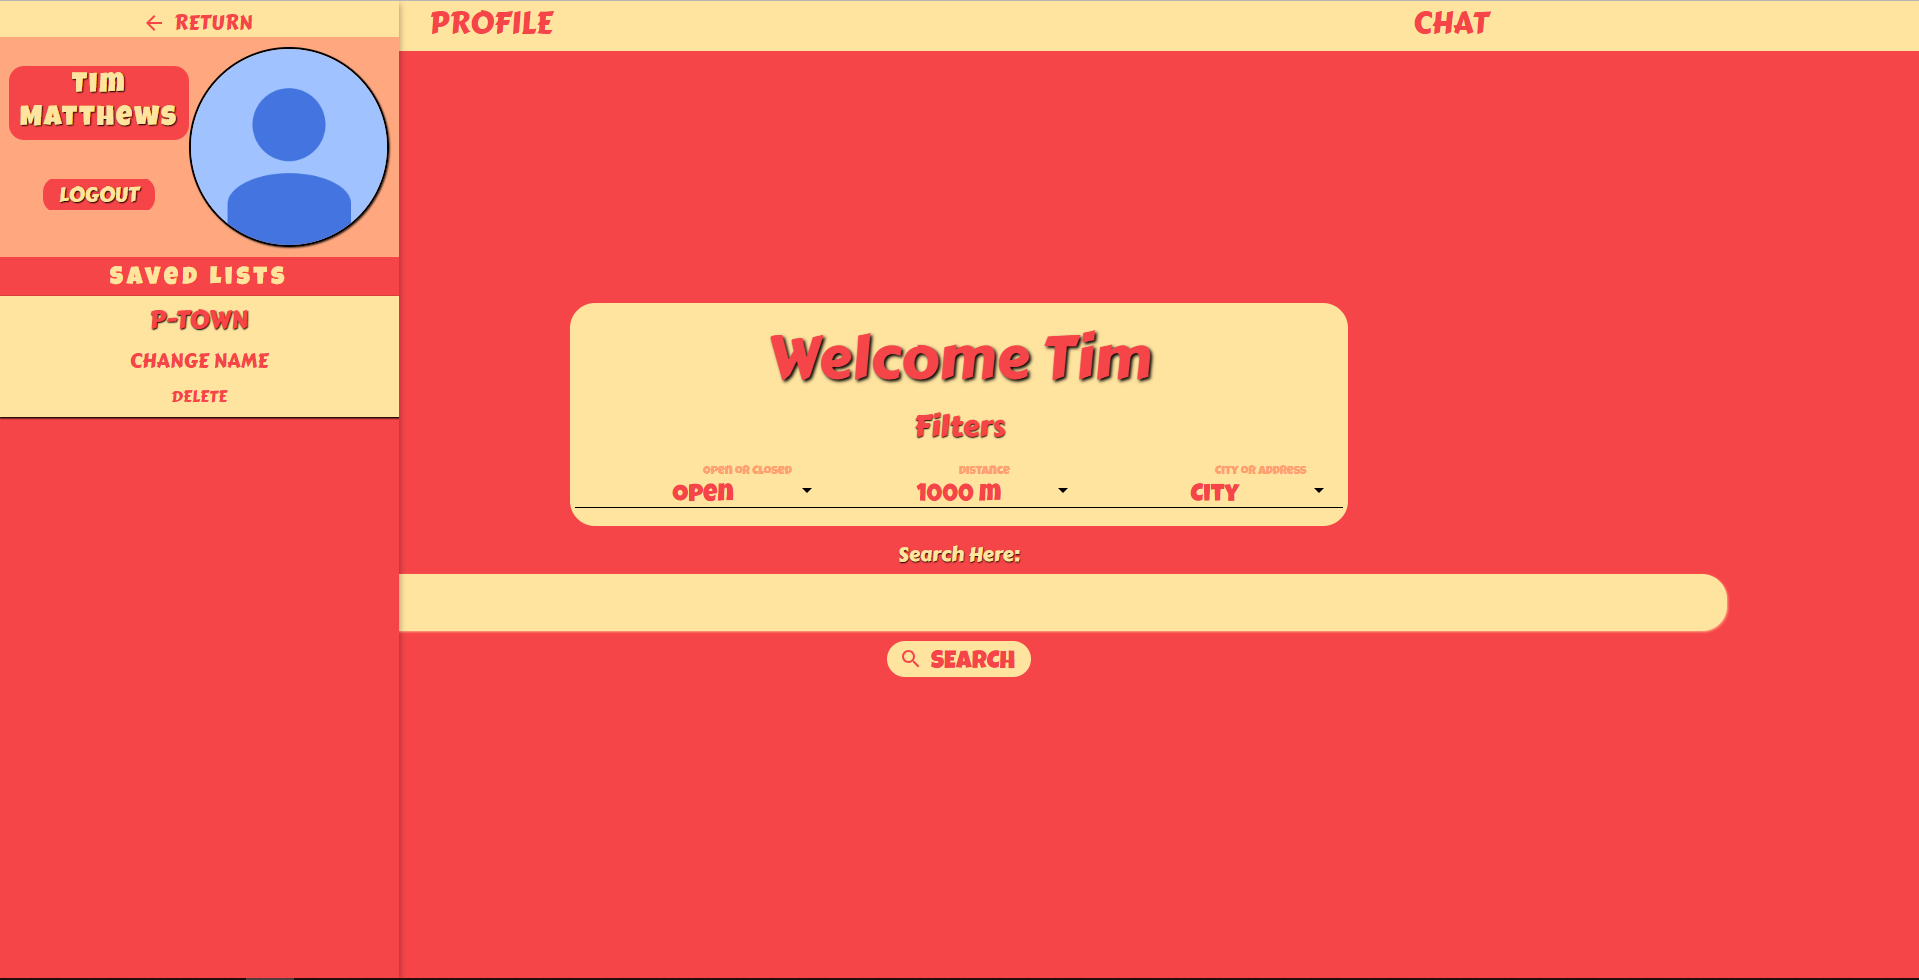 RETURN
PROFILE
CHAT
Tim
Matthews
LOGOUT
Saved Lists
P-TOWN
CHANGE NAME
DELETE
Welcome Tim
Filters
Open or Closed
Distance
City or Address
Open
1000 m
City
Search Here:
SEARCH